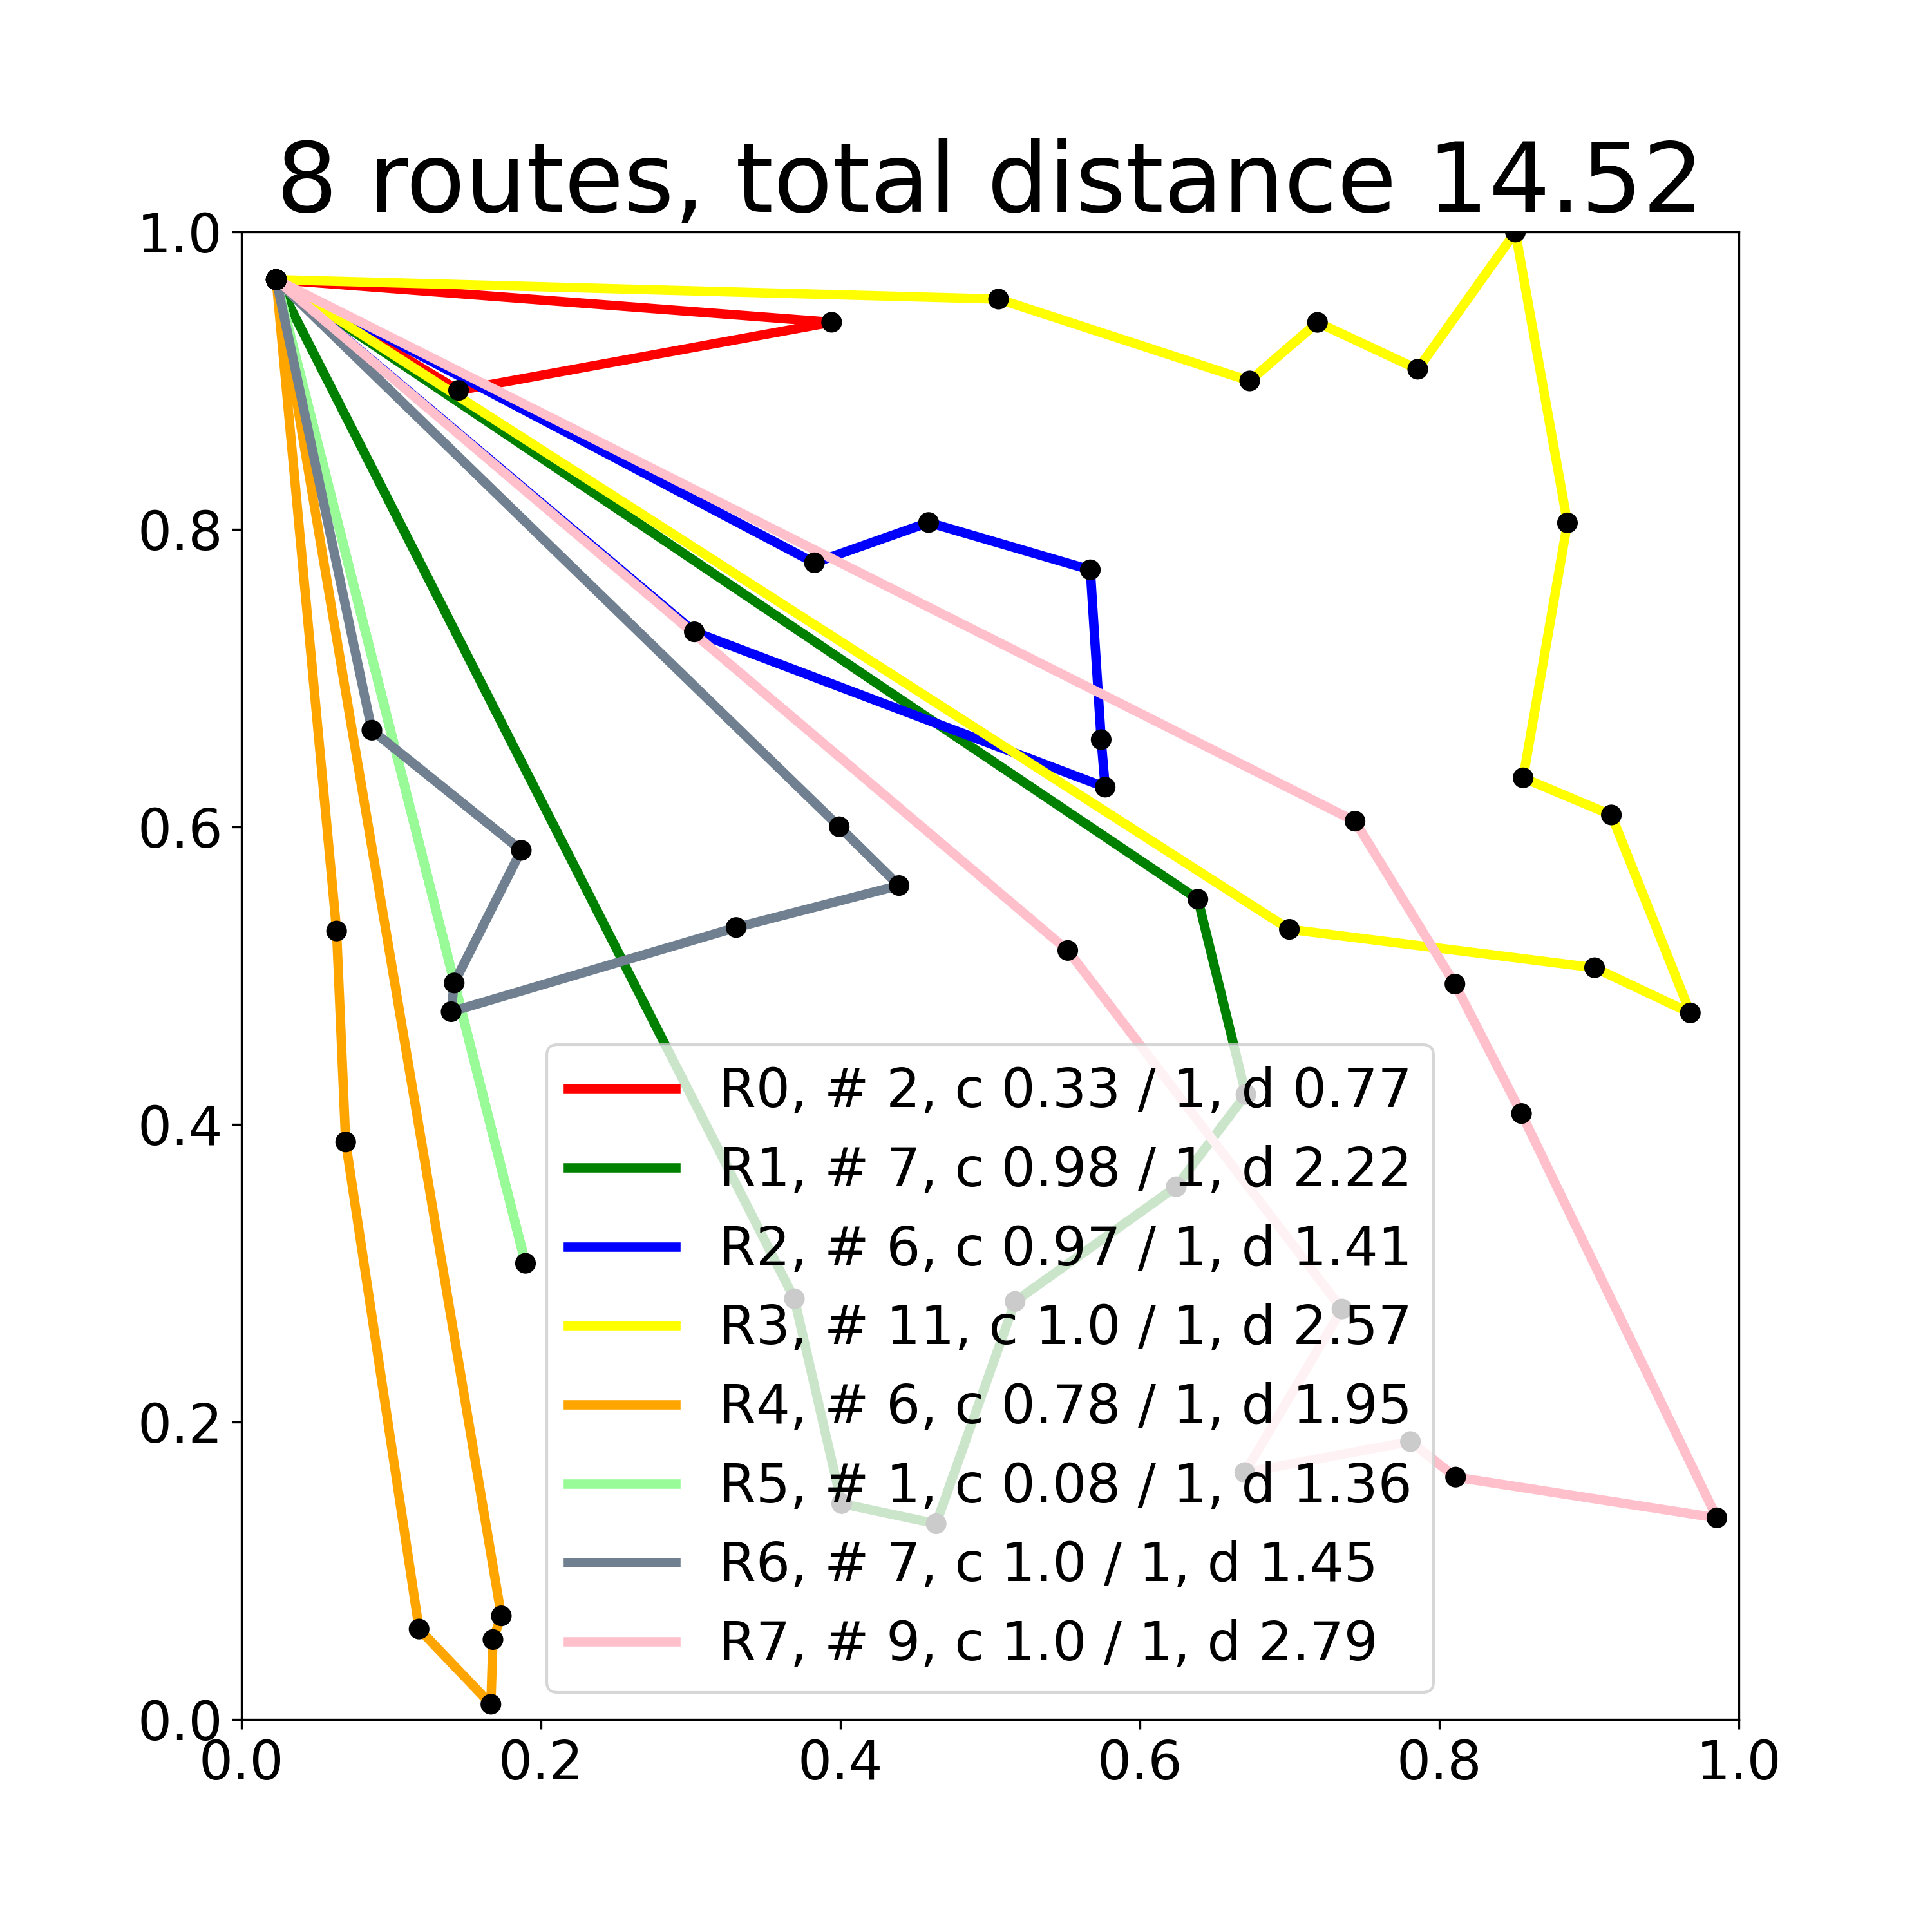 8 routes, total distance 14.52
1.0
0.8
0.6
0.4
0.2
0.0
R0, # 2, c 0.33 / 1, d 0.77
R1, # 7, c 0.98 / 1, d 2.22
R2, # 6, c 0.97 / 1, d 1.41
R3, # 11, c 1.0 / 1, d 2.57
R4, # 6, c 0.78 / 1, d 1.95
R5, # 1, c 0.08 / 1, d 1.36
R6, # 7, c 1.0 / 1, d 1.45
R7, # 9, c 1.0 / 1, d 2.79
0.0 0.2 0.4 0.6 0.8 1.0